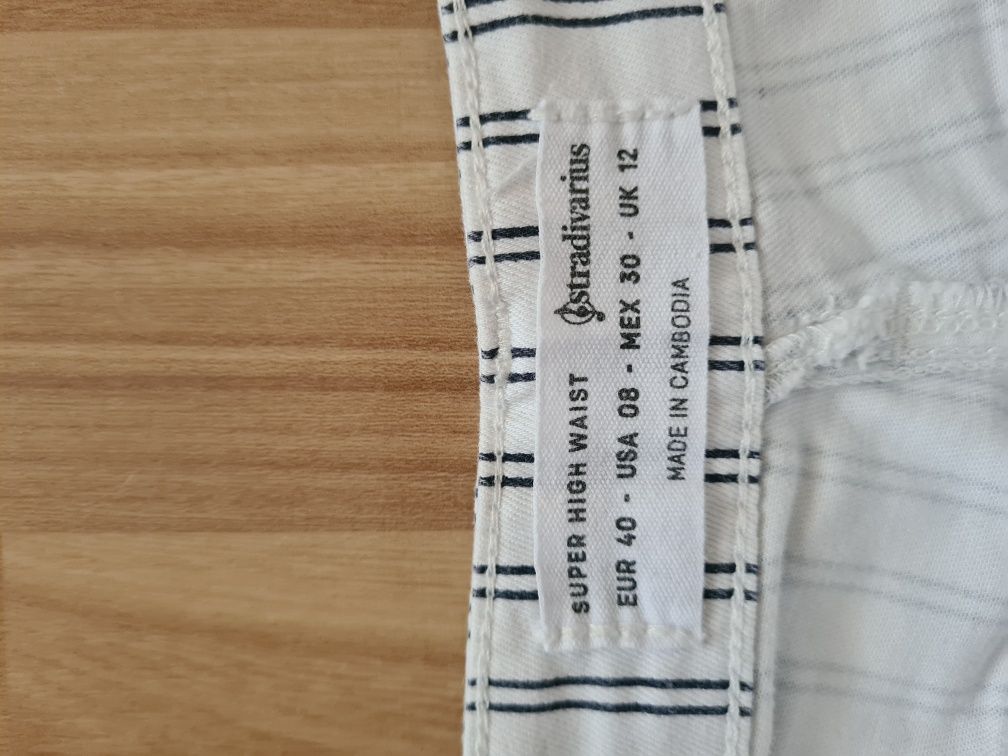 SUPER HIGH WAIST stradivarius
EUR 40 - USA 08 - MEX 30 - UK 12
MADE IN CAMBODIA